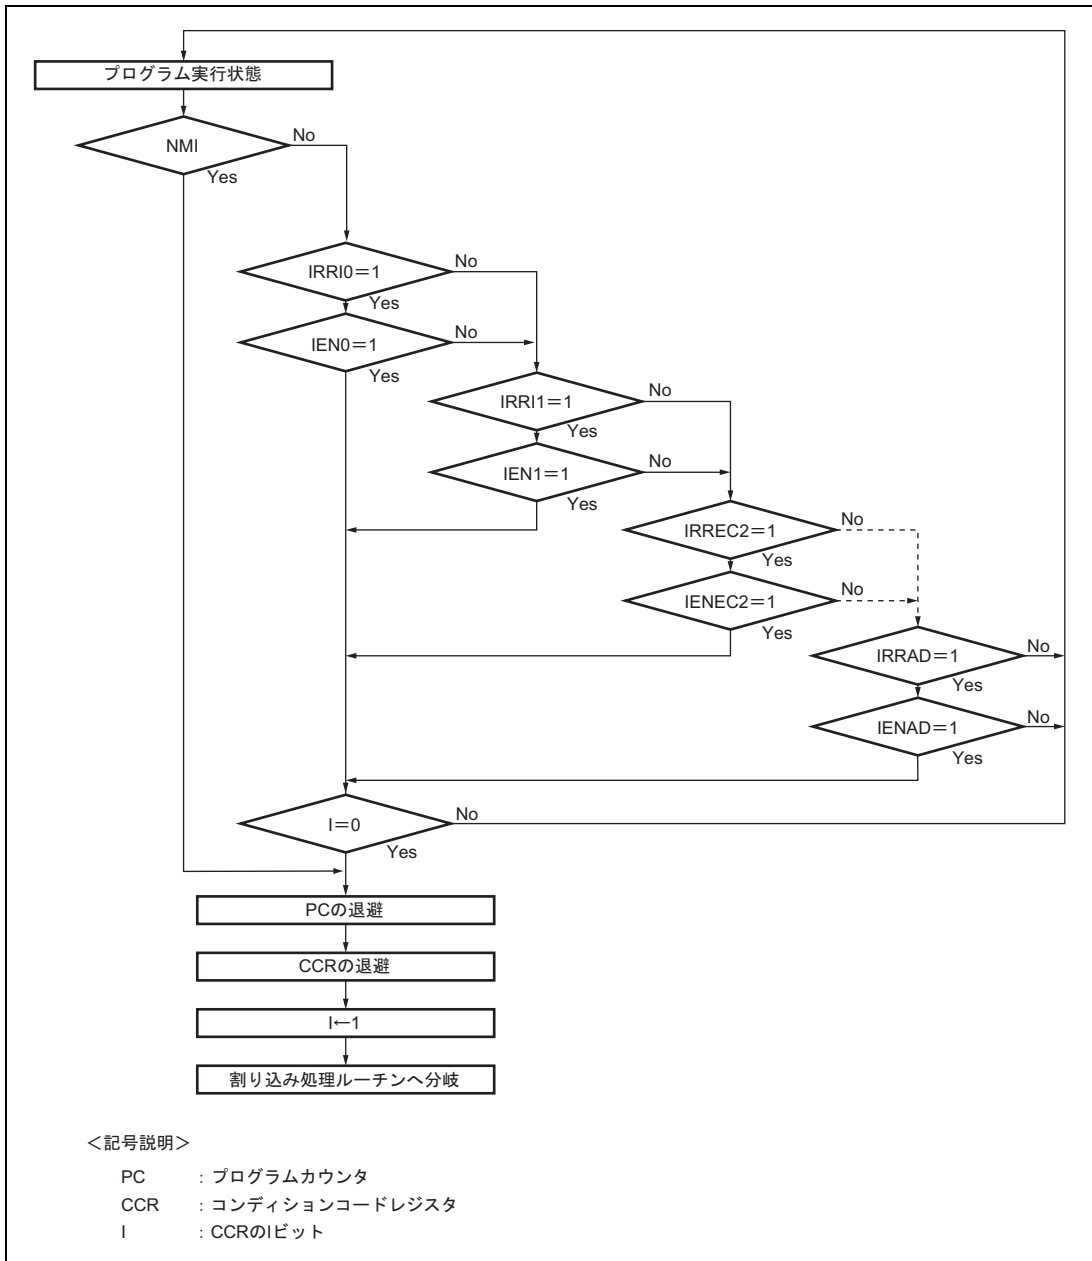 プログラム実行状態
NMI
No
Yes
IRRI0＝1
No
Yes
IEN0＝1
No
Yes
IRRI1＝1
No
Yes
IEN1＝1
No
Yes
IRREC2＝1
No
Yes
IENEC2＝1
No
Yes
IRRAD＝1
No
Yes
IENAD＝1
No
Yes
I＝0
No
Yes
PCの退避
CCRの退避
I←1
割り込み処理ルーチンへ分岐
＜記号説明＞
PC : プログラムカウンタ
CCR : コンディションコードレジスタ
I : CCRのIビット